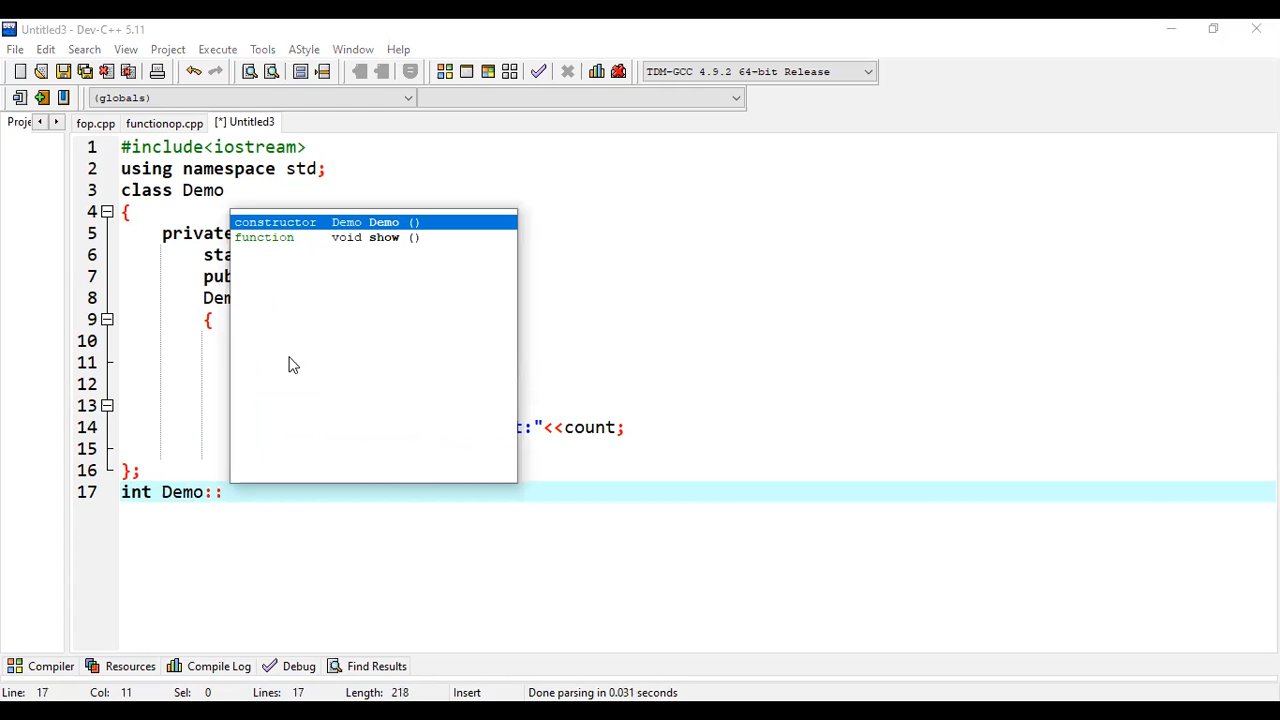 Untitled3 - Dev-C++ 5.11
File Edit Search View Project Execute Tools AStyle Window Help
TDM-GCC 4.9.2 64-bit Release
(globals)
Proje fop.cpp functionop.cpp [*] Untitled3
1 #include<iostream>
2 using namespace std;
3 class Demo
4 {
constructor Demo Demo ()
5 private
function void show ()
6 sta
7 pub
8 Dem
9 {
10
11
12
13
14 t:"<<count;
15
16 };
17 int Demo::
Compiler Resources Compile Log Debug Find Results
Line: 17 Col: 11 Sel: 0 Lines: 17 Length: 218 Insert Done parsing in 0.031 seconds